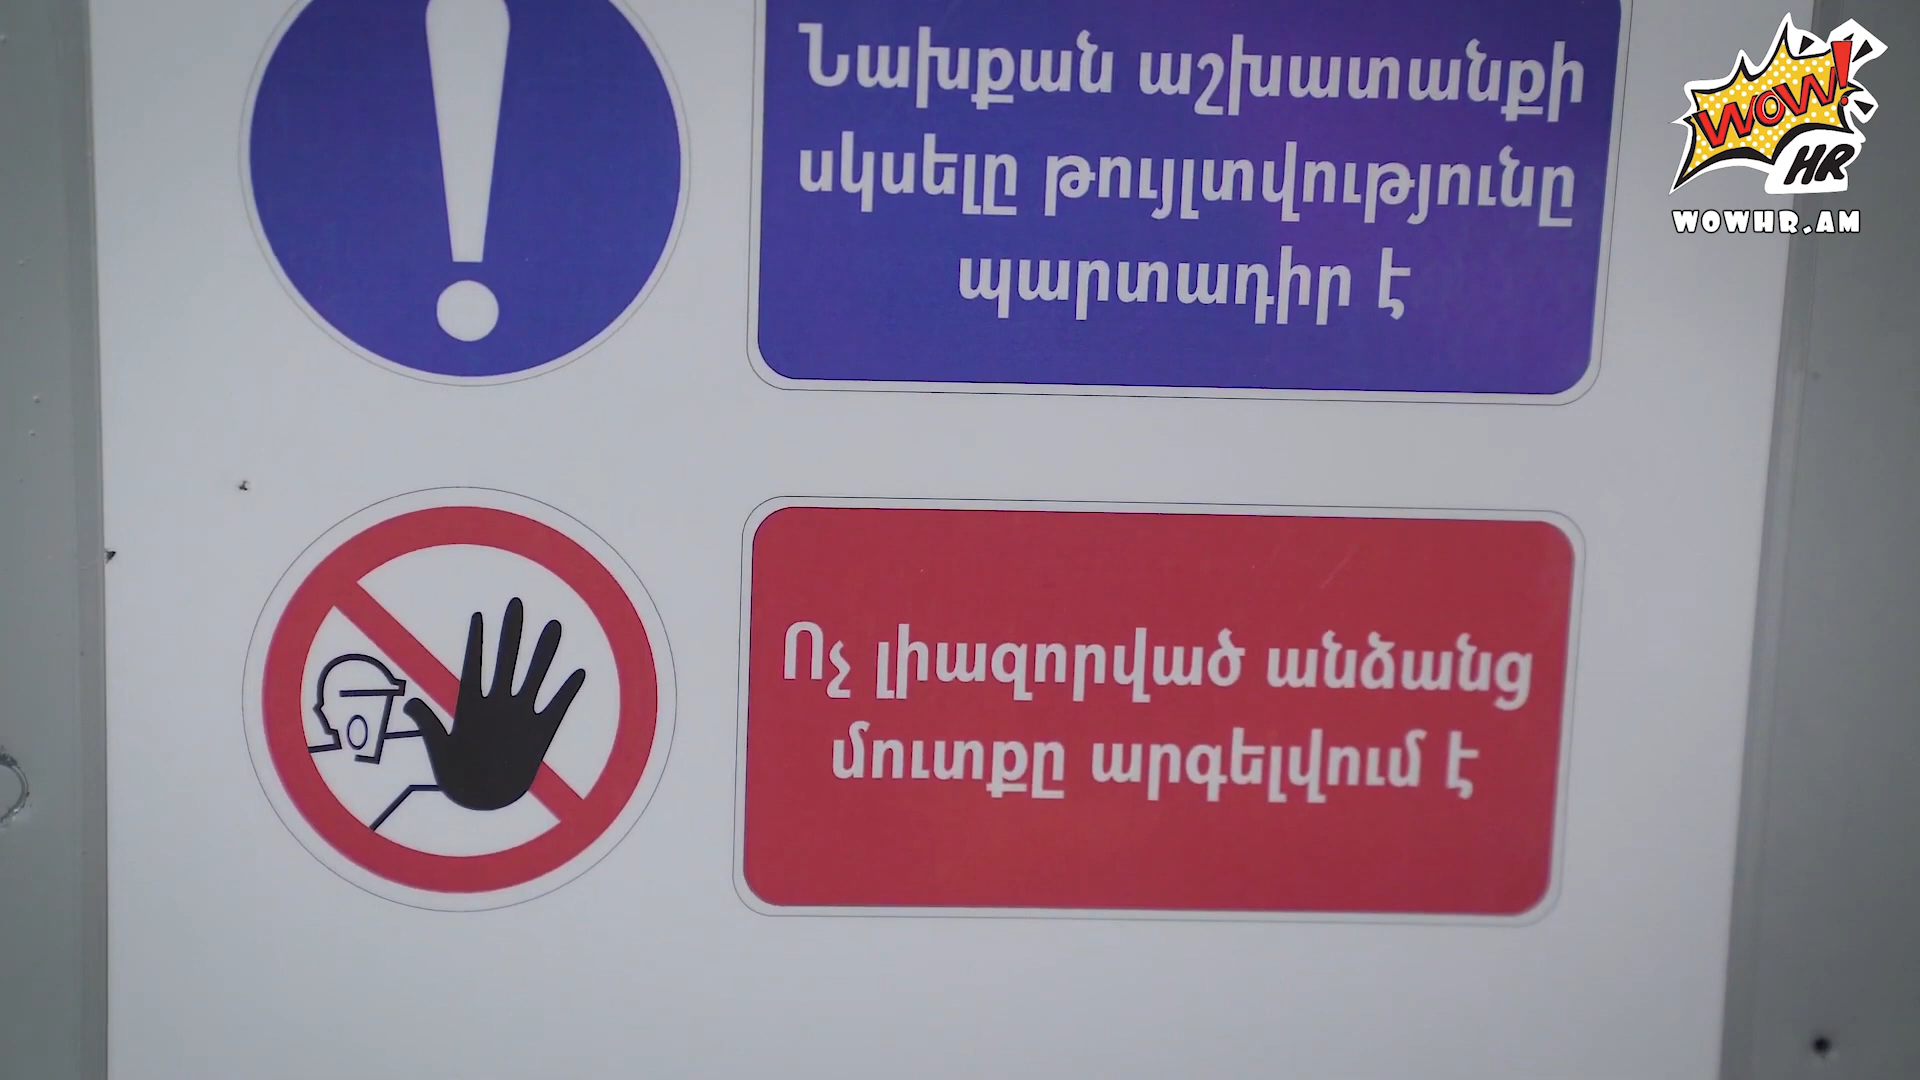 Նախքան աշխատանքի
սկսելը թույլտվությունը
պարտադիր է
Ոչ լիազորված անձանց
մուտքը արգելվում է
WOW!
HR
WOWHR.AM